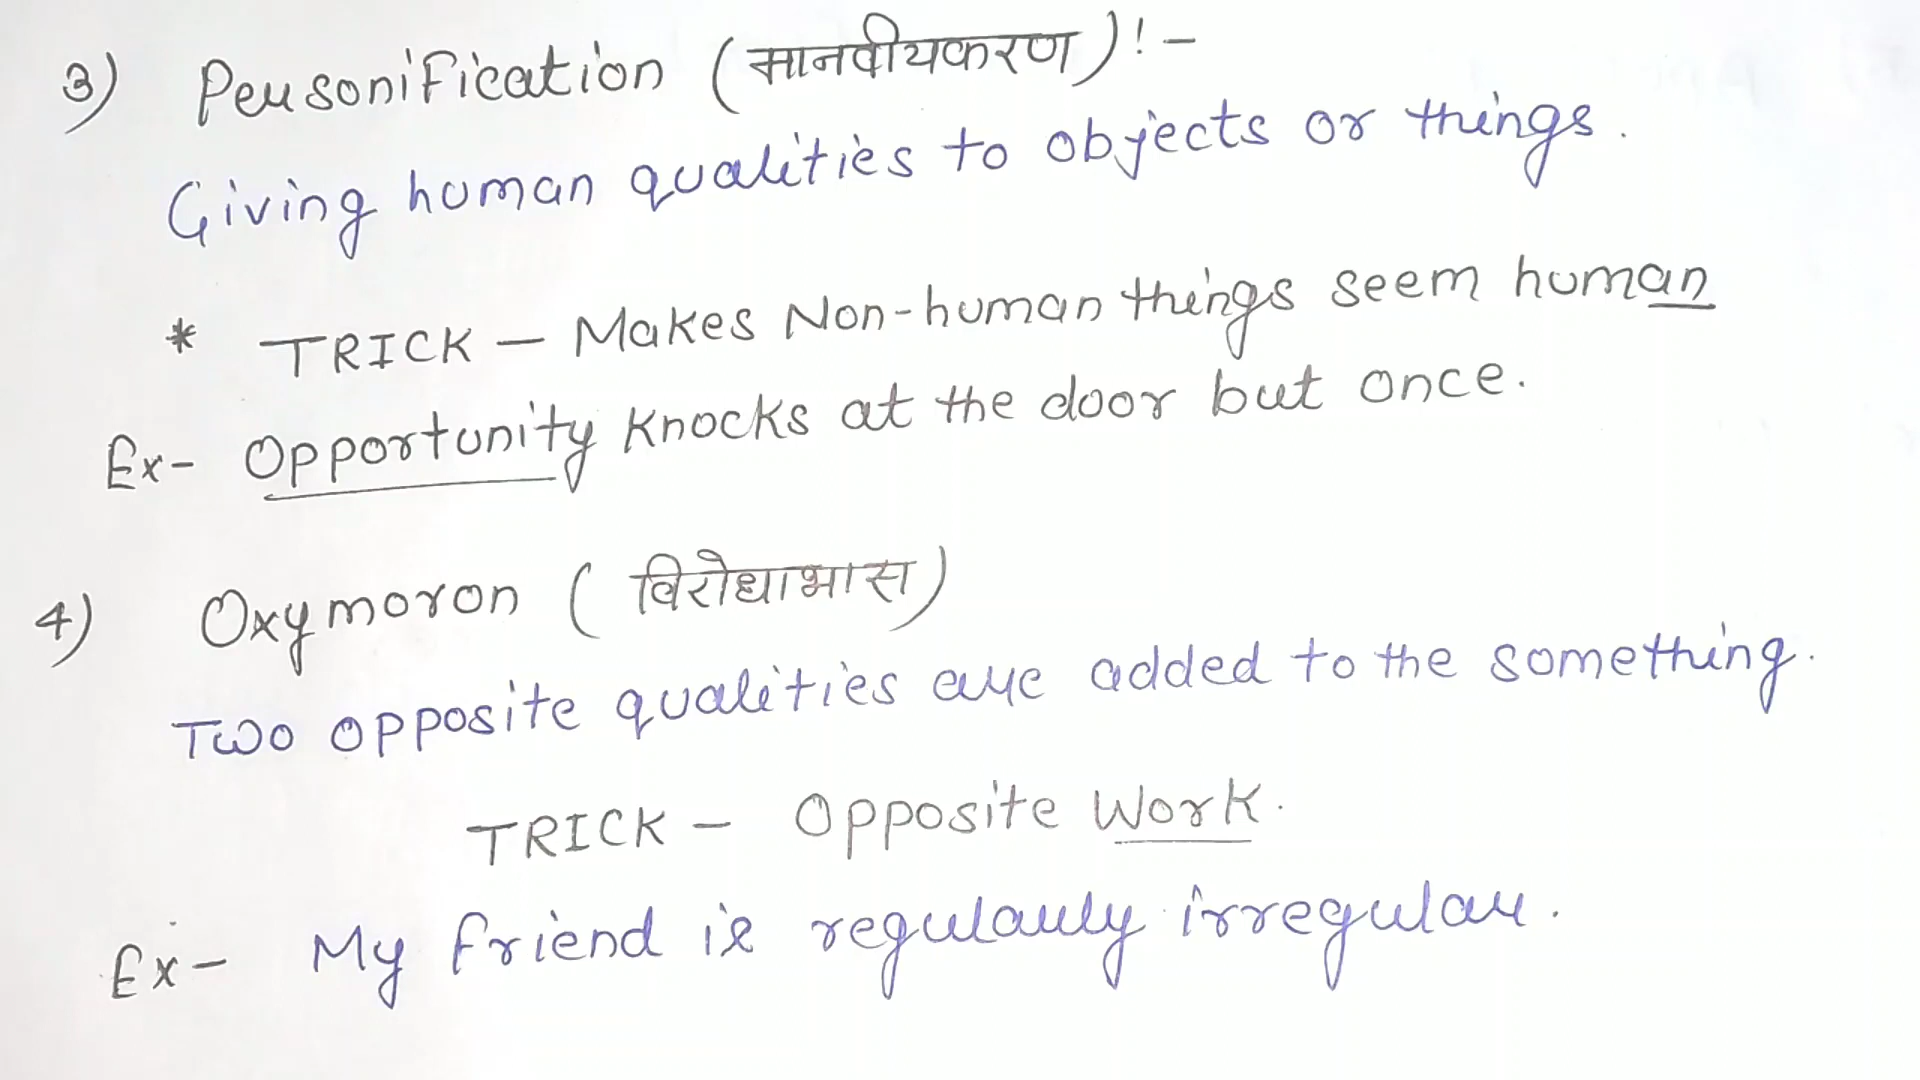 3) Personification (मानवीयकरण) ! -
Giving human qualities to objects or things.
* TRICK - Makes Non-human things seem human
Ex- Opportunity knocks at the door but once.
4) Oxymoron ( विरोधाभास)
Two opposite qualities are added to the something.
TRICK - Opposite Work.
Ex- My friend is regularly irregular.